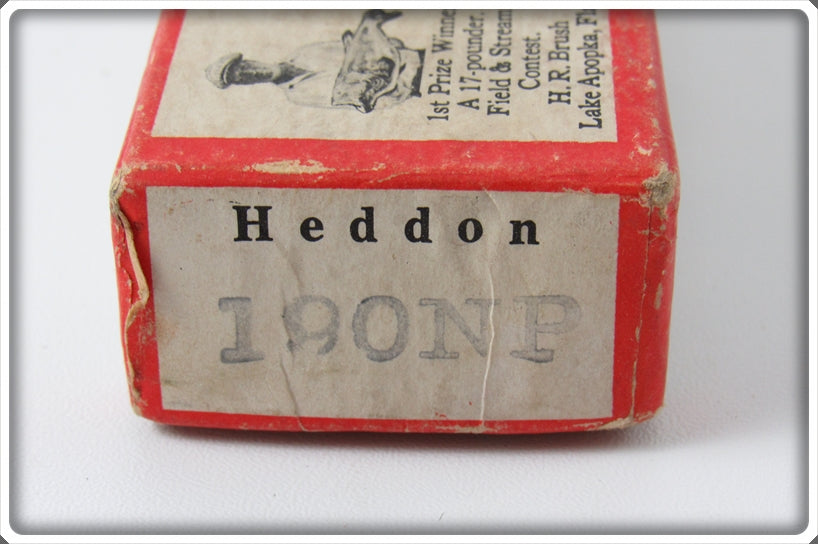 1st Prize Winne
A 17-pounder.
Field & Stream
Contest.
H. R. Brush
Lake Apopka, Fl
Heddon
190NP